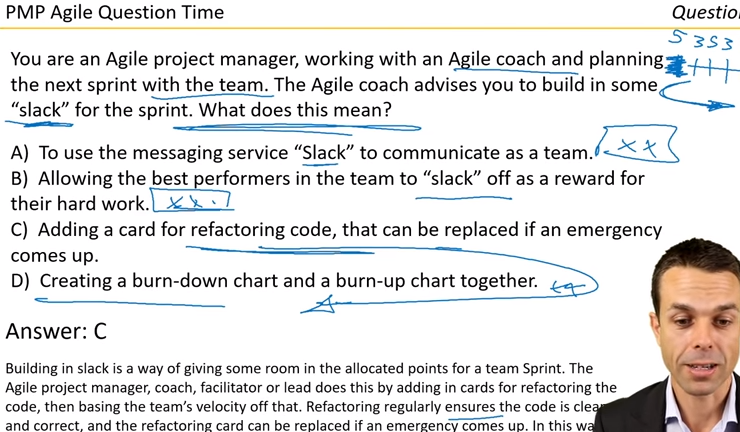 PMP Agile Question Time
5 3 5 3
You are an Agile project manager, working with an Agile coach and planning
the next sprint with the team. The Agile coach advises you to build in some
“slack” for the sprint. What does this mean?
A) To use the messaging service “Slack” to communicate as a team.
B) Allowing the best performers in the team to “slack” off as a reward for
their hard work.
C) Adding a card for refactoring code, that can be replaced if an emergency
comes up.
D) Creating a burn-down chart and a burn-up chart together.
Answer: C
Building in slack is a way of giving some room in the allocated points for a team Sprint. The
Agile project manager, coach, facilitator or lead does this by adding in cards for refactoring the
code, then basing the team’s velocity off that. Refactoring regularly ensures the code is
and correct, and the refactoring card can be replaced if an emergency comes up. In this